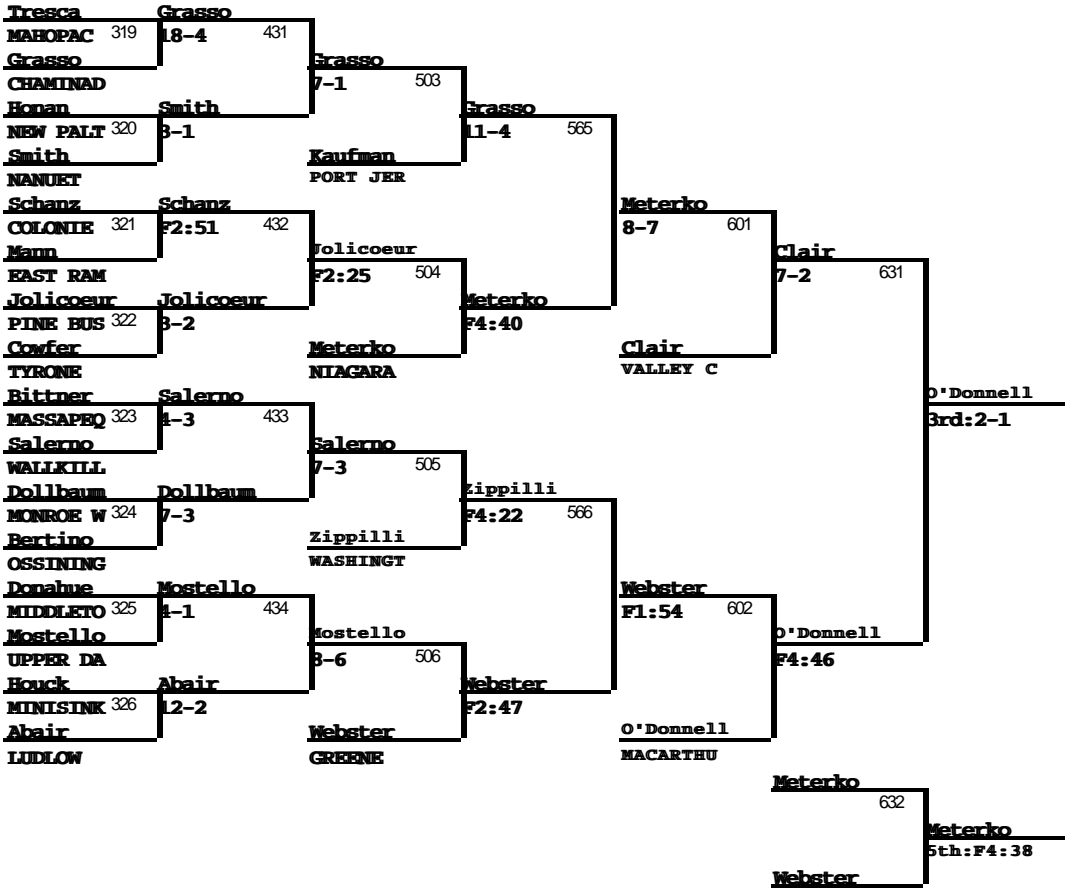 Tresca Grasso
MAHOPAC 319 18-4 431
Grasso Grasso
CHAMINAD 7-1 503
Honan Smith Grasso
NEW PALT 320 3-1 11-4 565
Smith Kaufman
NANUET PORT JER
Schanz Schanz Meterko
COLONIE 321 F2:51 432 8-7 601
Mann Jolicoeur Clair
EAST RAM F2:25 504 7-2 631
Jolicoeur Jolicoeur Meterko
PINE BUS 322 3-2 F4:40
Cowfer Meterko Clair
TYRONE NIAGARA VALLEY C
Bittner Salerno O'Donnell
MASSAPEQ 323 4-3 433 3rd:2-1
Salerno Salerno
WALLKILL 7-3 505
Dollbaum Dollbaum Zippilli
MONROE W 324 7-3 F4:22 566
Bertino Zippilli
OSSINING WASHINGT
Donahue Mostello Webster
MIDDLETO 325 4-1 434 F1:54 602
Mostello Mostello O'Donnell
UPPER DA 8-6 506 F4:46
Houck Abair Webster
MINISINK 326 12-2 F2:47
Abair Webster O'Donnell
LUDLOW GREENE MACARTHU
Meterko
632
Meterko
5th:F4:38
Webster